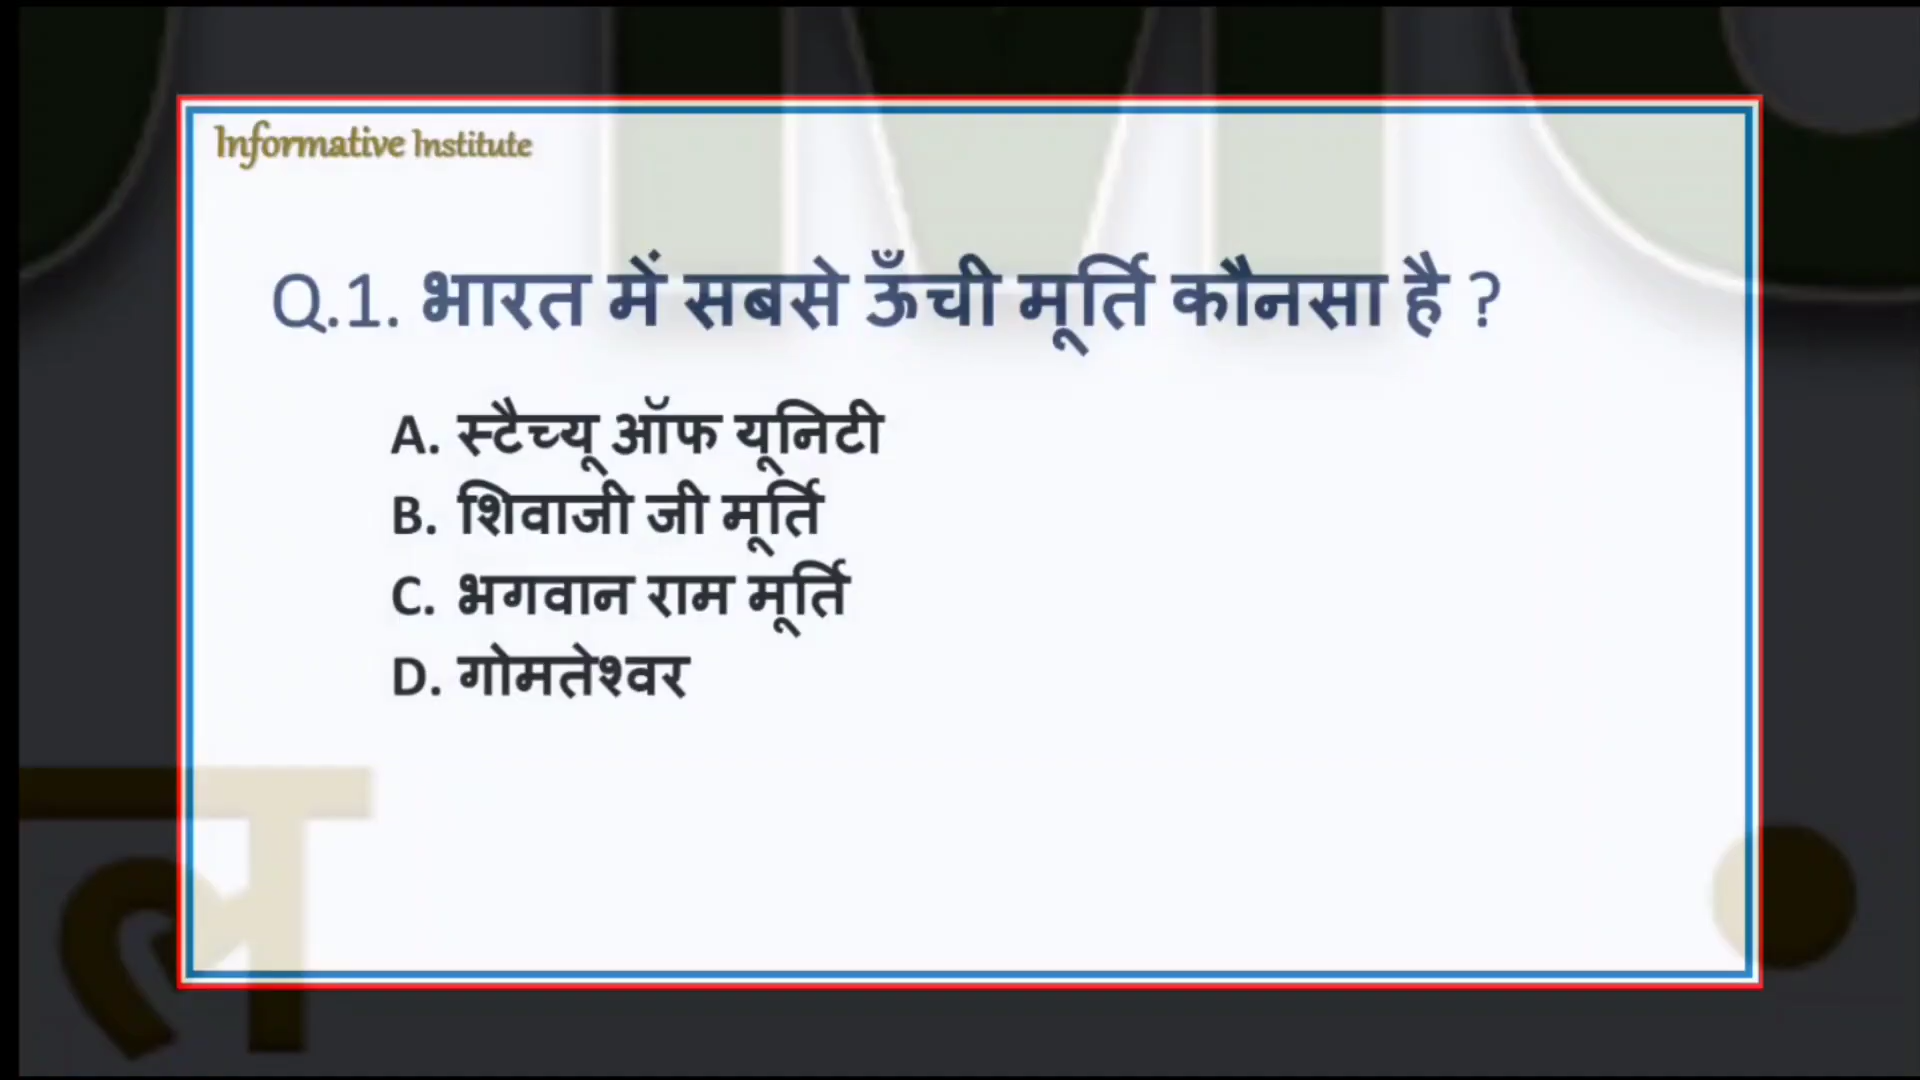 Informative Institute
Q.1. भारत में सबसे ऊँची मूर्ति कौनसा है ?
A. स्टैच्यू ऑफ यूनिटी
B. शिवाजी जी मूर्ति
C. भगवान राम मूर्ति
D. गोमतेश्वर